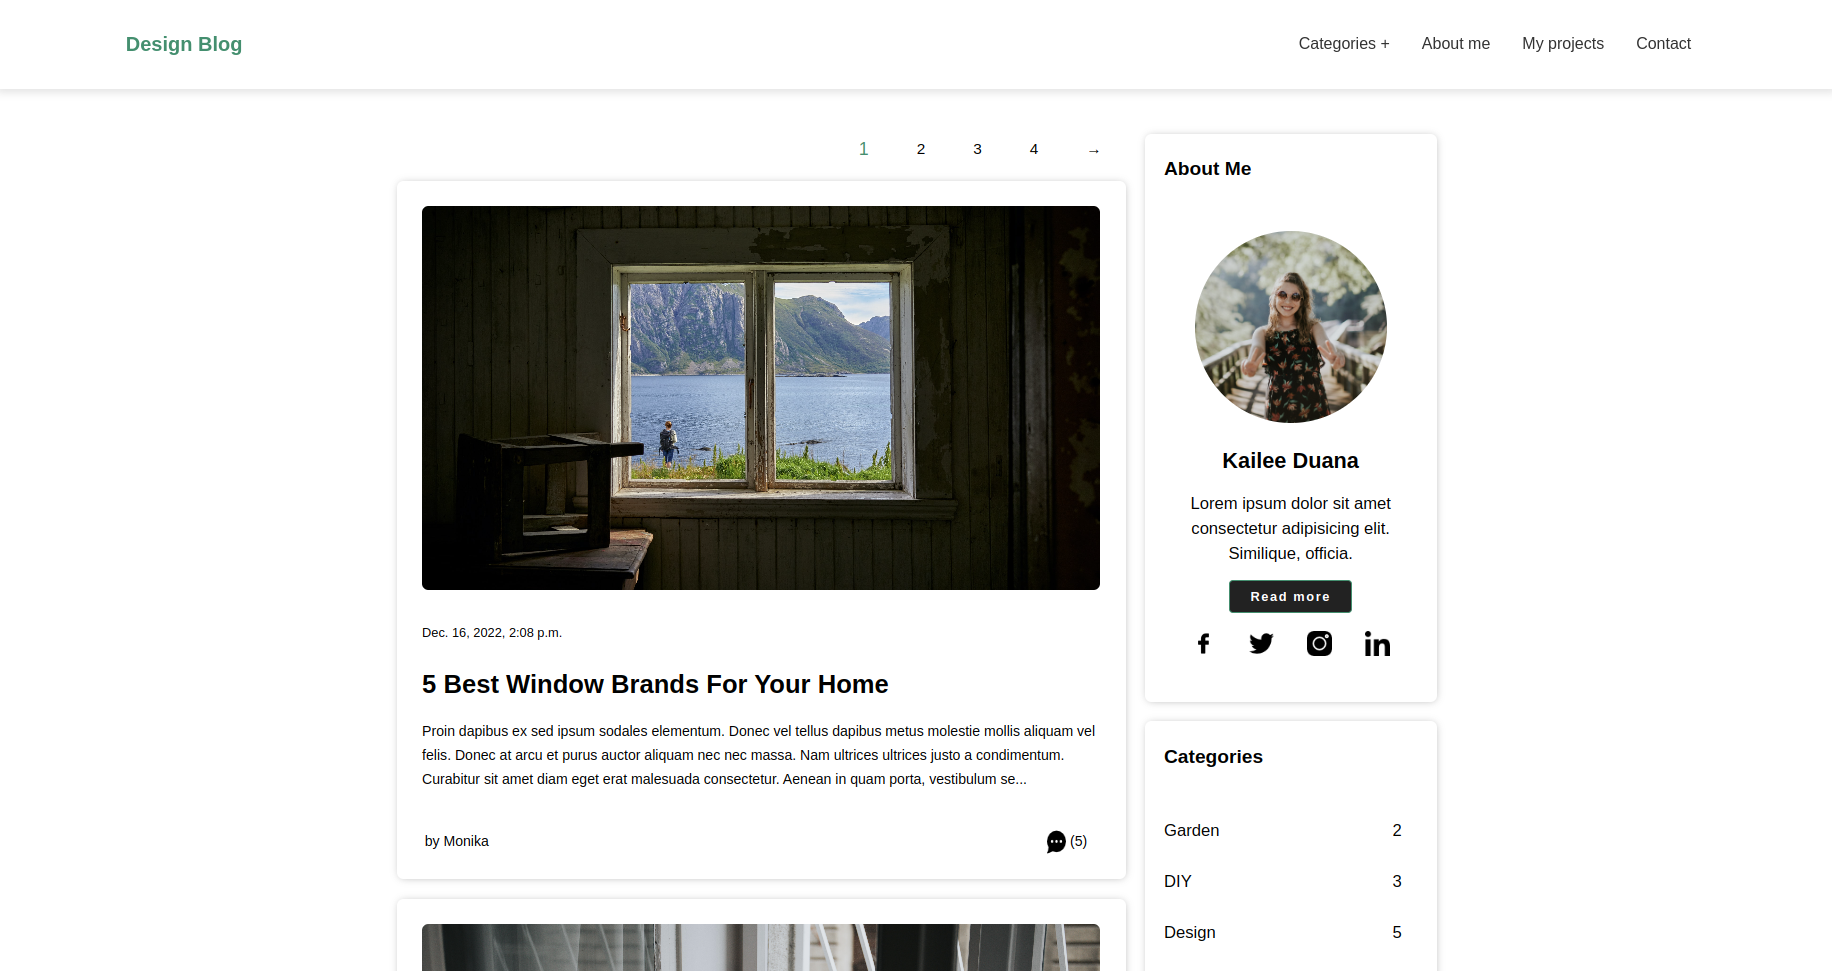 Design Blog
Categories +
About me
My projects
Contact
1 2 3 4 →
Dec. 16, 2022, 2:08 p.m.
5 Best Window Brands For Your Home
Proin dapibus ex sed ipsum sodales elementum. Donec vel tellus dapibus metus molestie mollis aliquam vel
felis. Donec at arcu et purus auctor aliquam nec nec massa. Nam ultrices ultrices justo a condimentum.
Curabitur sit amet diam eget erat malesuada consectetur. Aenean in quam porta, vestibulum se...
by Monika
(5)
About Me
Kailee Duana
Lorem ipsum dolor sit amet
consectetur adipisicing elit.
Similique, officia.
Read more
Categories
Garden 2
DIY 3
Design 5